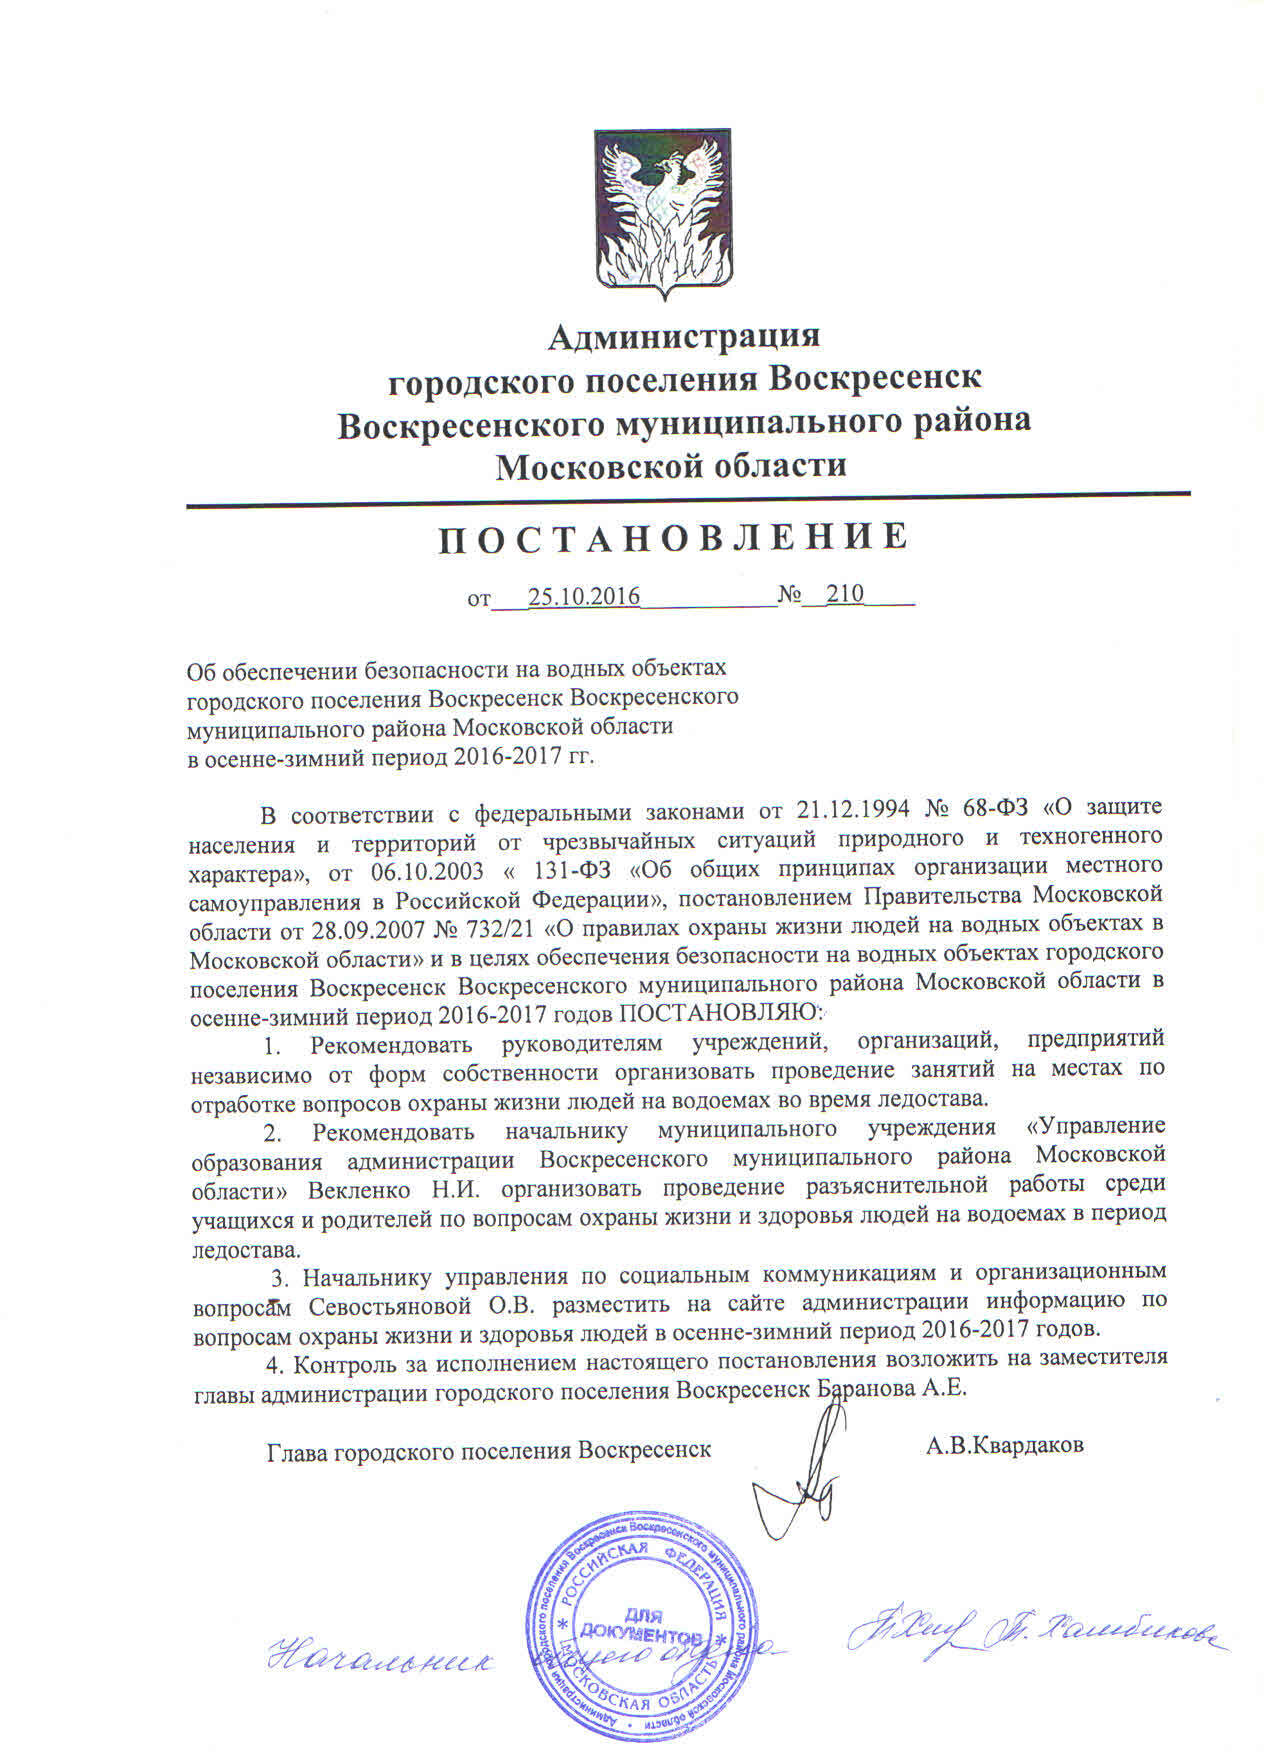 Администрация
городского поселения Воскресенск
Воскресенского муниципального района
Московской области
ПОСТАНОВЛЕНИЕ
от___25.10.2016___________№__210____
Об обеспечении безопасности на водных объектах
городского поселения Воскресенск Воскресенского
муниципального района Московской области
в осенне-зимний период 2016-2017 гг.
В соответствии с федеральными законами от 21.12.1994 № 68-ФЗ «О защите
населения и территорий от чрезвычайных ситуаций природного и техногенного
характера», от 06.10.2003 « 131-ФЗ «Об общих принципах организации местного
самоуправления в Российской Федерации», постановлением Правительства Московской
области от 28.09.2007 № 732/21 «О правилах охраны жизни людей на водных объектах в
Московской области» и в целях обеспечения безопасности на водных объектах городского
поселения Воскресенск Воскресенского муниципального района Московской области в
осенне-зимний период 2016-2017 годов ПОСТАНОВЛЯЮ:
1. Рекомендовать руководителям учреждений, организаций, предприятий
независимо от форм собственности организовать проведение занятий на местах по
отработке вопросов охраны жизни людей на водоемах во время ледостава.
2. Рекомендовать начальнику муниципального учреждения «Управление
образования администрации Воскресенского муниципального района Московской
области» Векленко Н.И. организовать проведение разъяснительной работы среди
учащихся и родителей по вопросам охраны жизни и здоровья людей на водоемах в период
ледостава.
3. Начальнику управления по социальным коммуникациям и организационным
вопросам Севостьяновой О.В. разместить на сайте администрации информацию по
вопросам охраны жизни и здоровья людей в осенне-зимний период 2016-2017 годов.
4. Контроль за исполнением настоящего постановления возложить на заместителя
главы администрации городского поселения Воскресенск Баранова А.Е.
Глава городского поселения Воскресенск А.В.Квардаков
Администрация городского поселения Воскресенск Воскресенского муниципального района Московской области
* РОССИЙСКАЯ ФЕДЕРАЦИЯ *
МОСКОВСКАЯ ОБЛАСТЬ
ДЛЯ
ДОКУМЕНТОВ
Начальник общего отдела